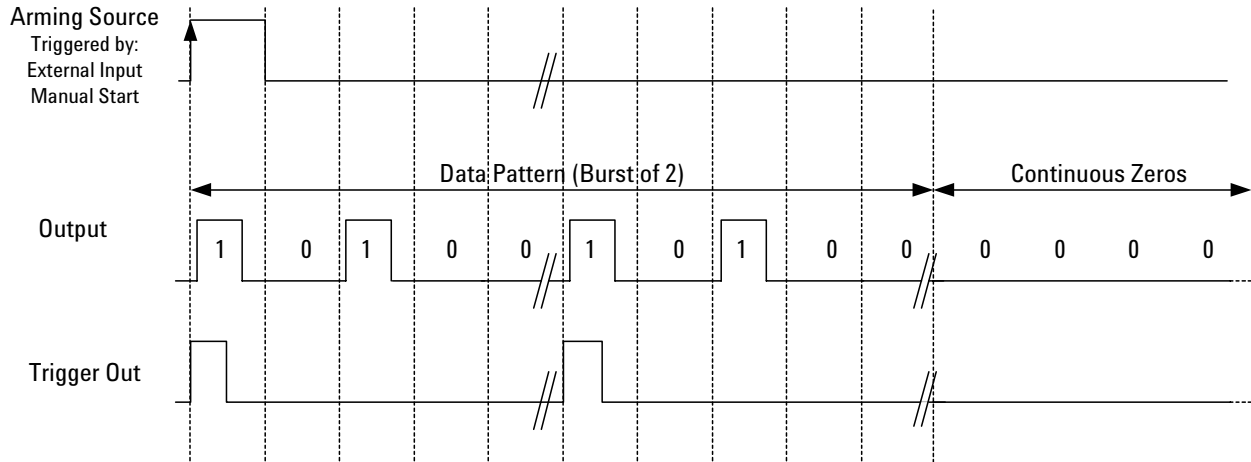 Arming Source
Triggered by:
External Input
Manual Start
Data Pattern (Burst of 2)
Continuous Zeros
Output
1 0 1 0 0 1 0 1 0 0 0 0 0 0
Trigger Out